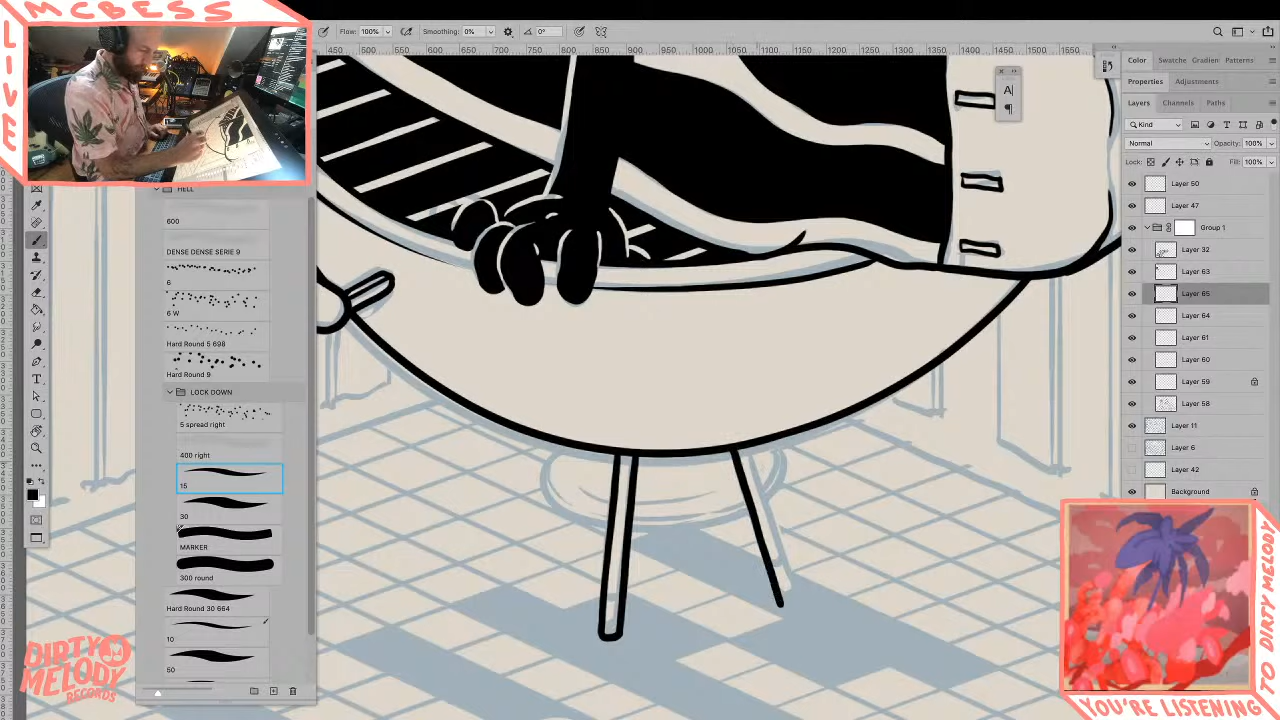 MCBESS
LIVE
Flow: 100%
Smoothing: 0%
0°
450 500 550 600 650 700 750 800 850 900 950 1000 1050 1100 1150 1200 1250 1300 1350 1400 1450 1500 1550
HELL
600
DENSE DENSE SERIE 9
6
6 W
Hard Round 5 698
Hard Round 9
LOCK DOWN
5 spread right
400 right
15
30
MARKER
300 round
Hard Round 30 664
10
50
A|
¶
Color Swatche Gradien Patterns
Properties Adjustments
Layers Channels Paths
Kind
Normal Opacity: 100%
Lock: Fill: 100%
Layer 50
Layer 47
Group 1
Layer 32
Layer 63
Layer 65
Layer 64
Layer 61
Layer 60
Layer 59
Layer 58
Layer 11
Layer 6
Layer 42
Background
DIRTY
MELODY
RECORDS
YOU'RE LISTENING
TO DIRTY MELODY